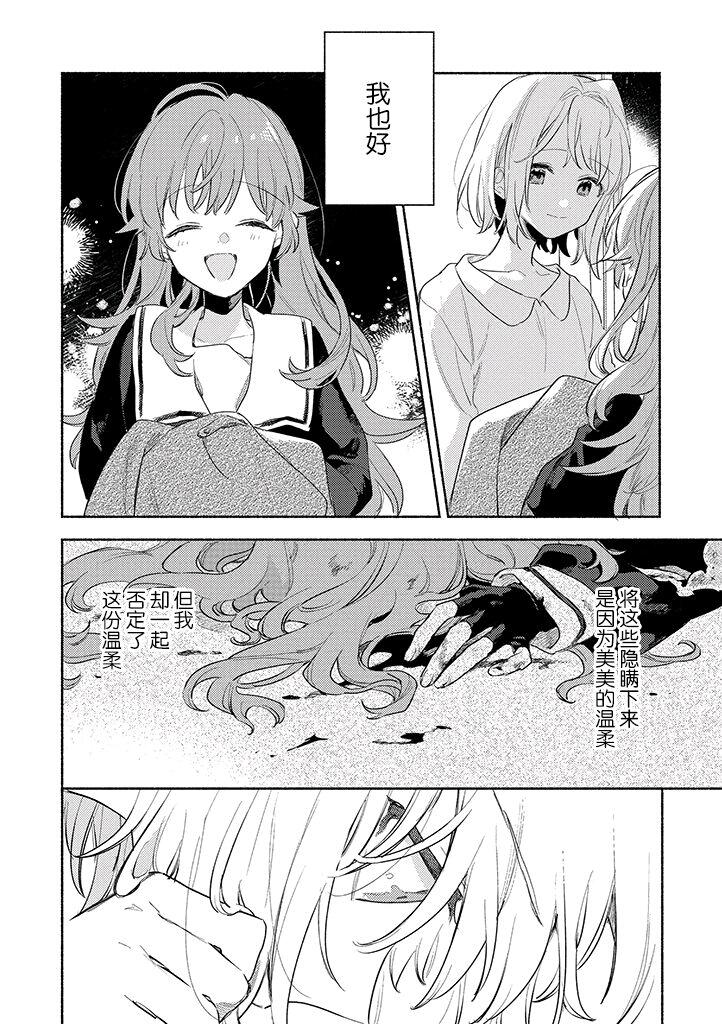 我也好
将这些隐瞒下来
是因为美美的温柔
但我
却一起
否定了
这份温柔